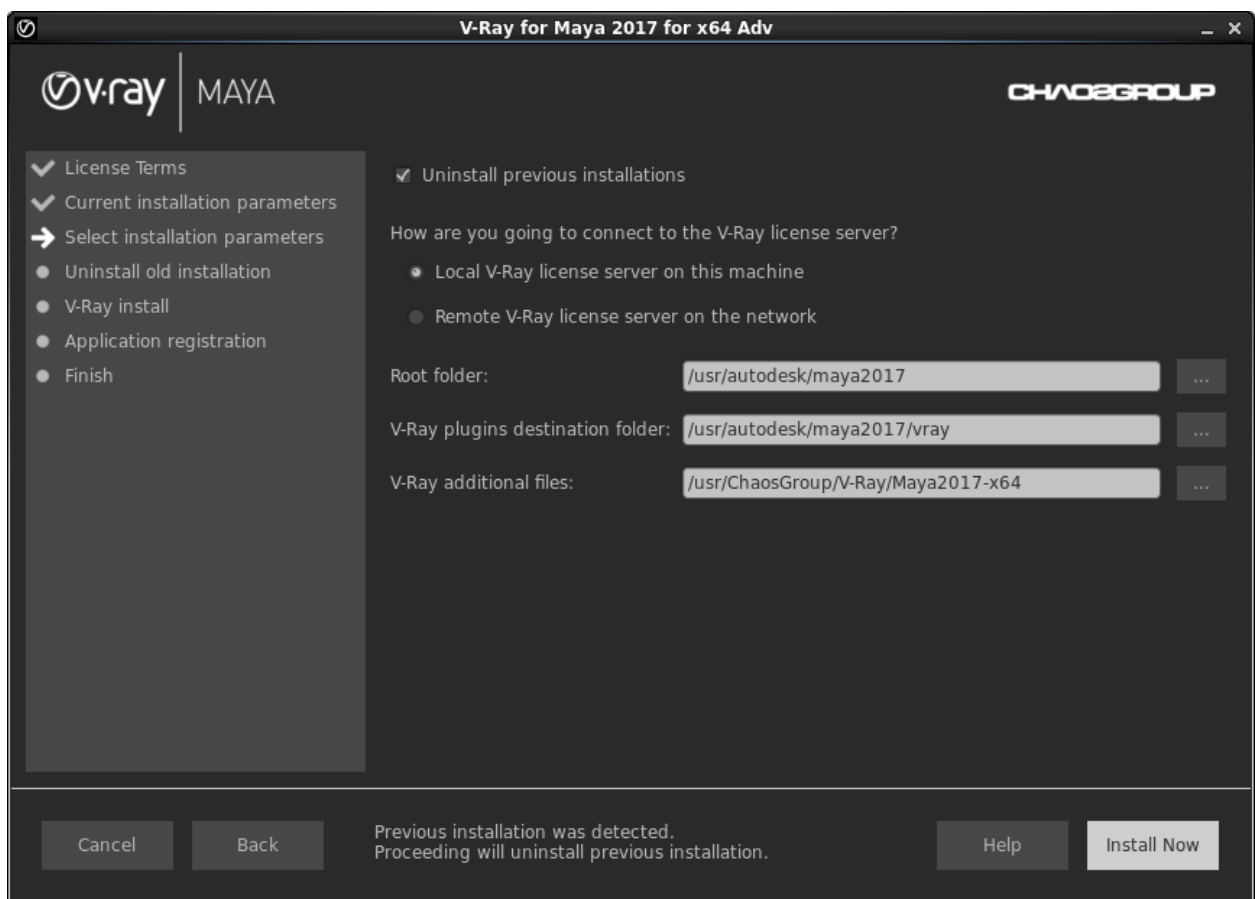 V-Ray for Maya 2017 for x64 Adv
v-ray | MAYA
CHAOSGROUP
License Terms
Current installation parameters
Select installation parameters
Uninstall old installation
V-Ray install
Application registration
Finish
Uninstall previous installations
How are you going to connect to the V-Ray license server?
Local V-Ray license server on this machine
Remote V-Ray license server on the network
Root folder: /usr/autodesk/maya2017 ...
V-Ray plugins destination folder: /usr/autodesk/maya2017/vray ...
V-Ray additional files: /usr/ChaosGroup/V-Ray/Maya2017-x64 ...
Cancel
Back
Previous installation was detected.
Proceeding will uninstall previous installation.
Help
Install Now